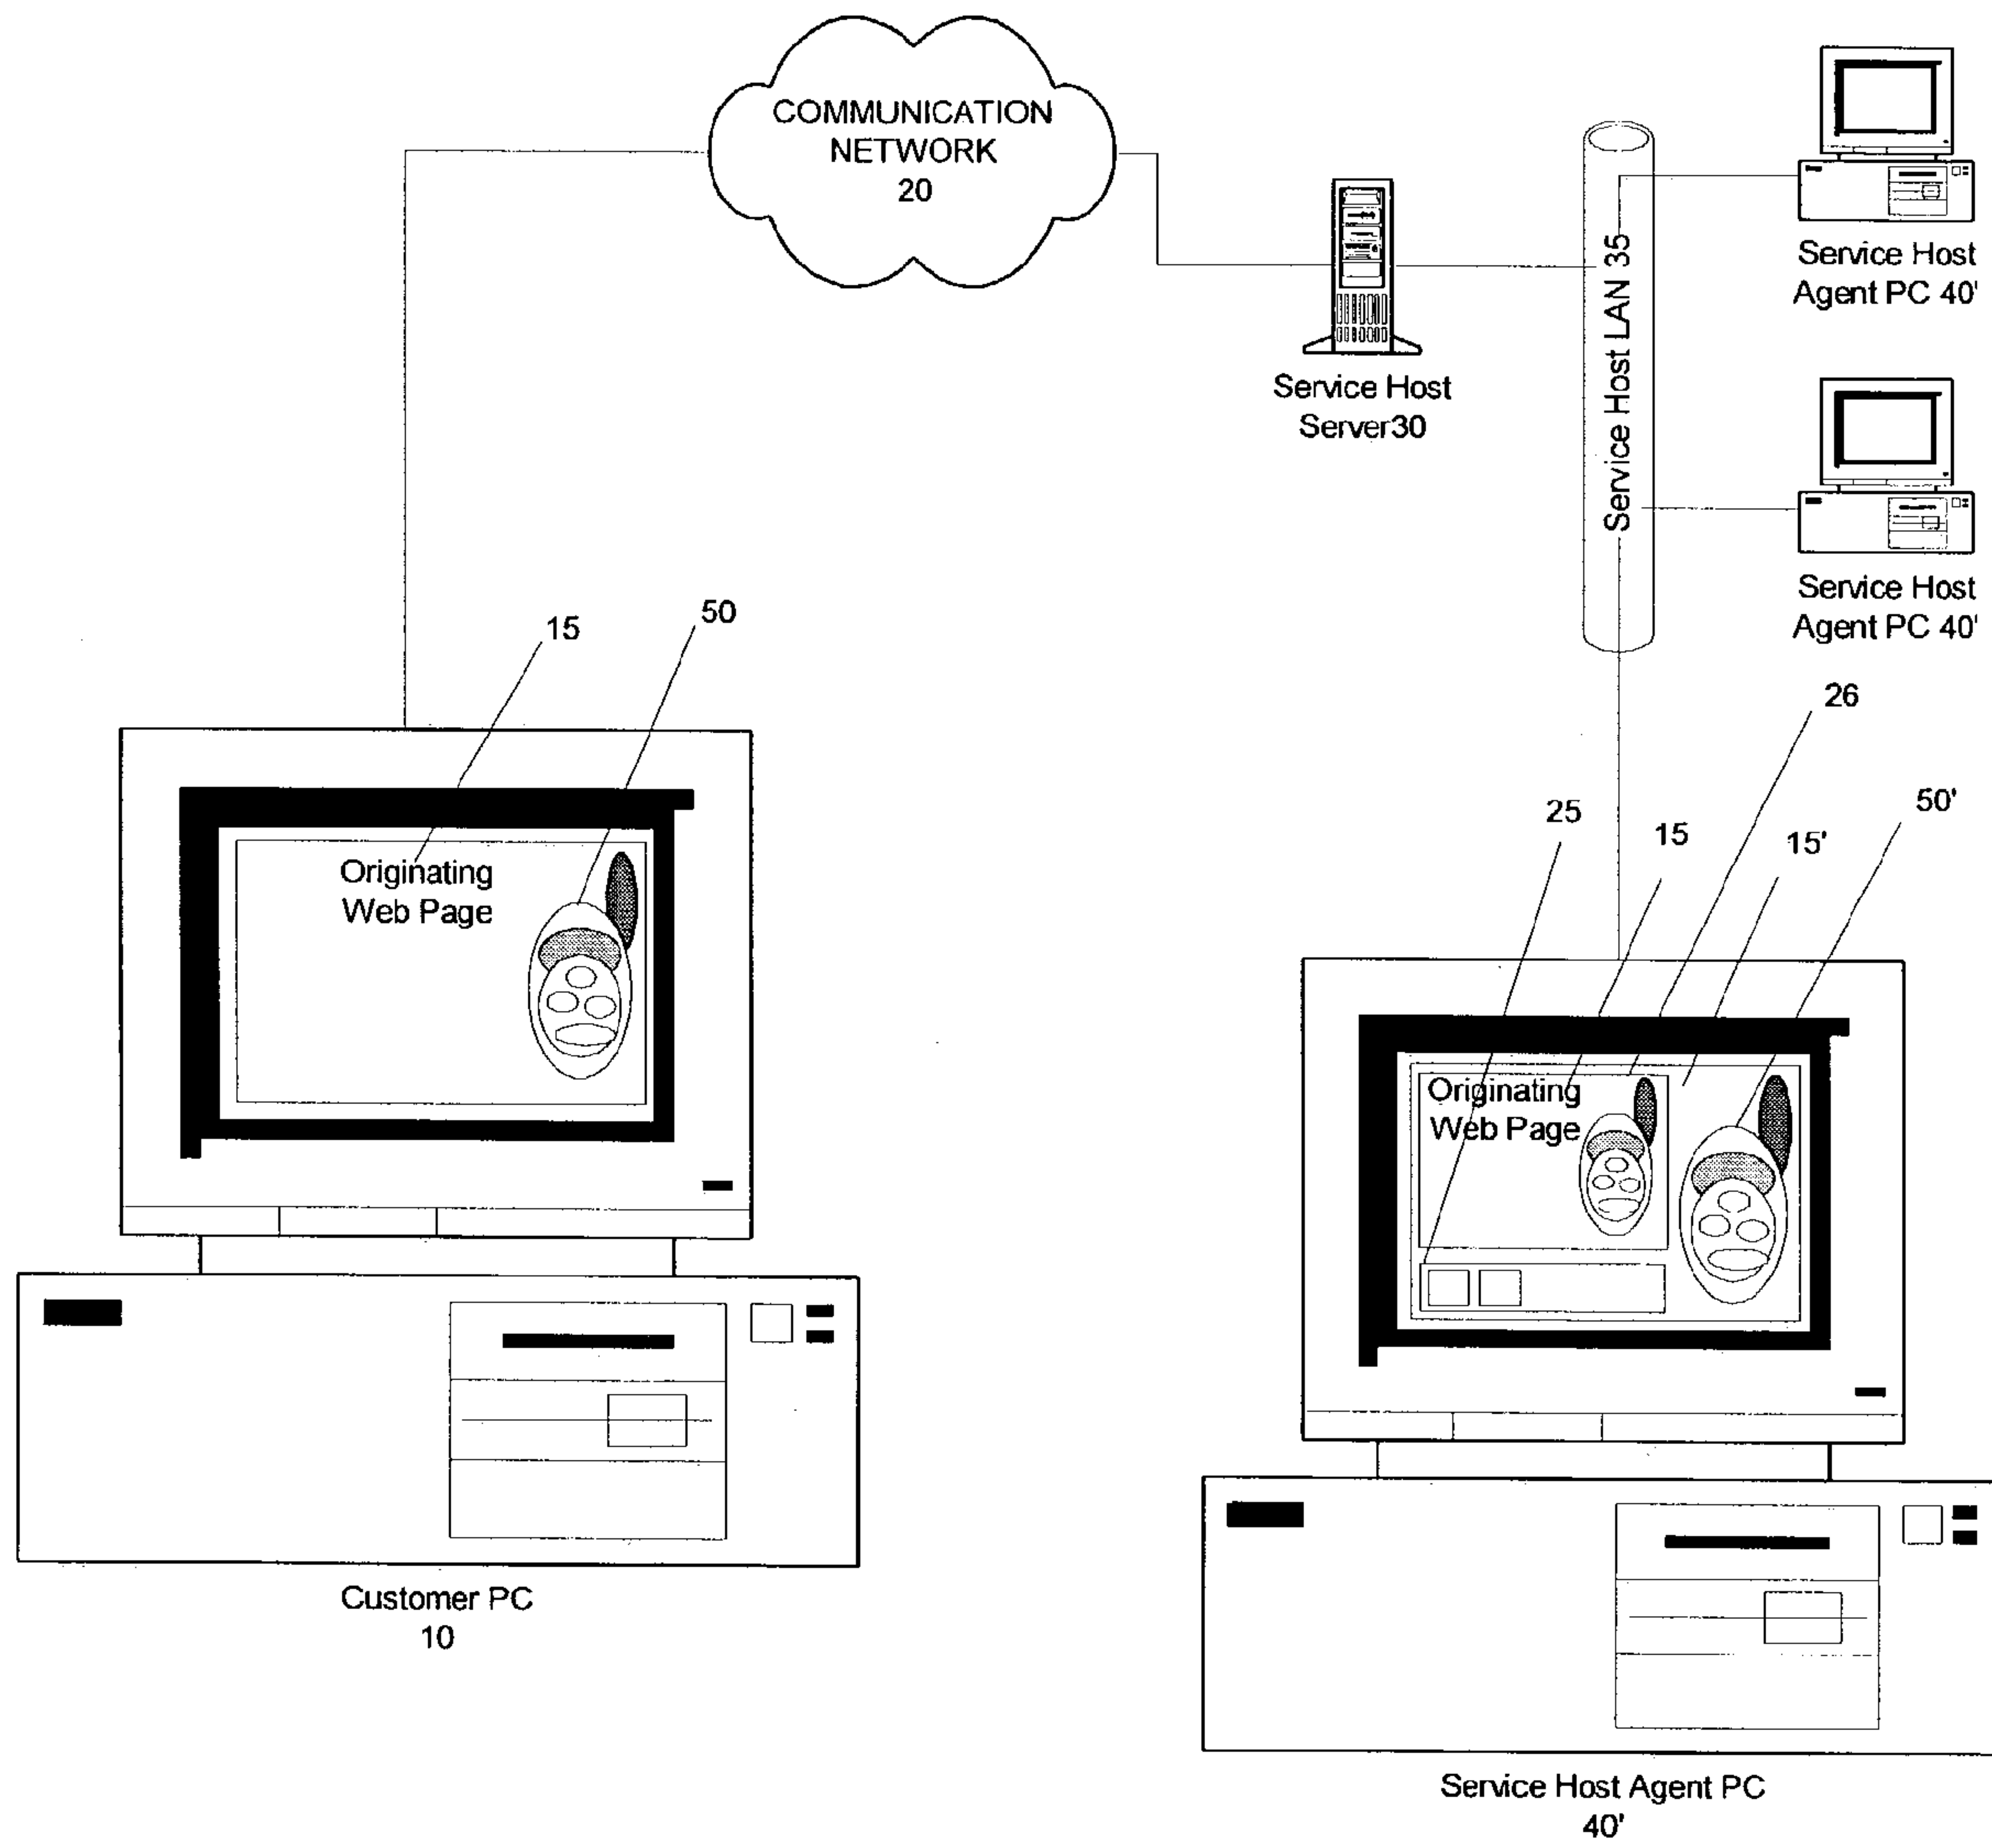 COMMUNICATION
NETWORK
20
Service Host
Agent PC 40'
Service Host LAN 35
Service Host
Server30
Service Host
Agent PC 40'
15
50
26
25
15
15'
50'
Originating
Web Page
Originating
Web Page
Customer PC
10
Service Host Agent PC
40'